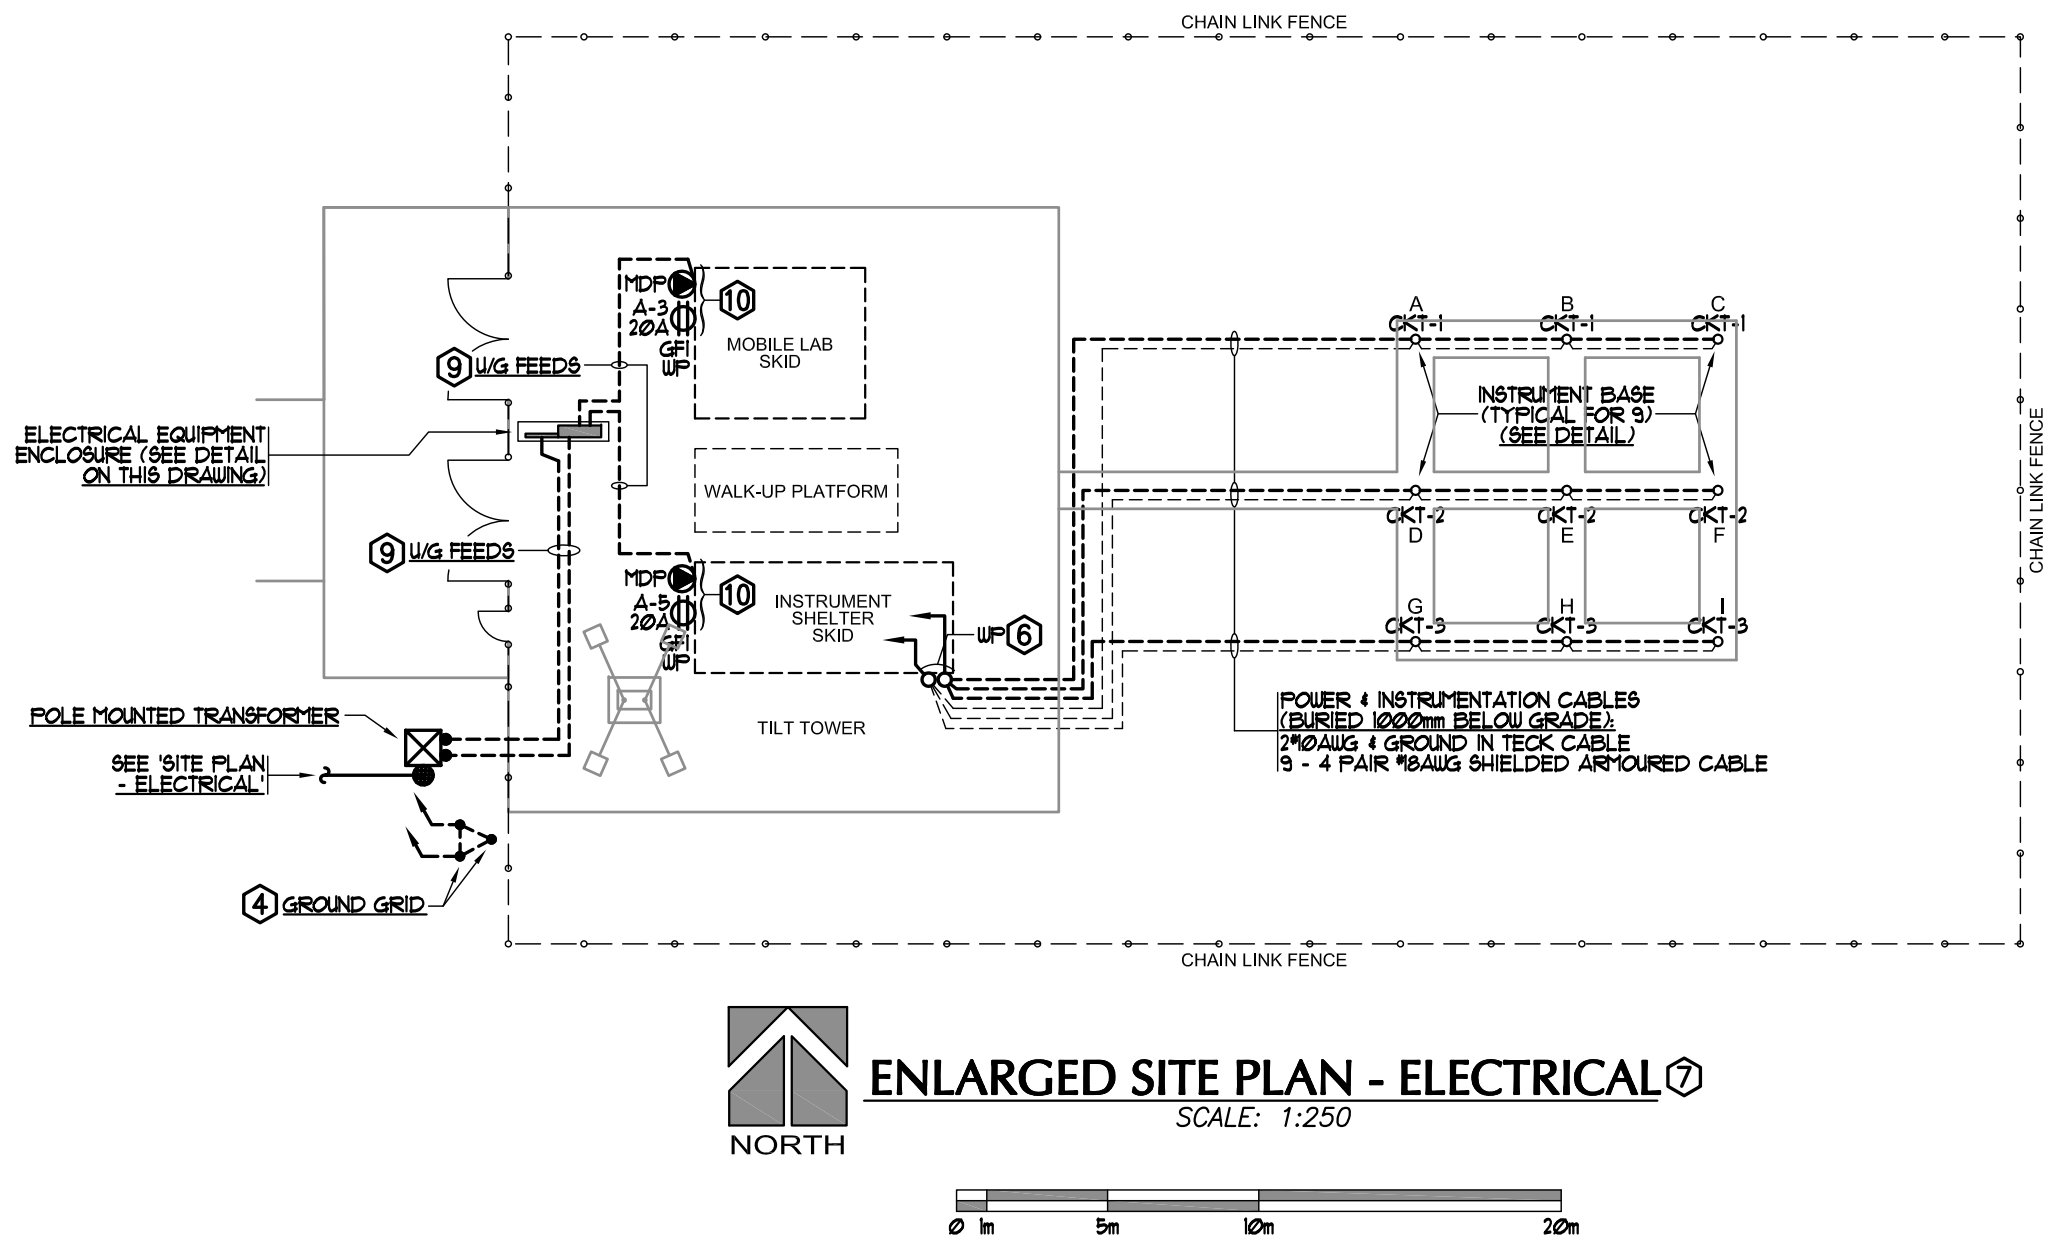 CHAIN LINK FENCE
MDP
A-3
20A
GFI
WP
10
MOBILE LAB
SKID
9 U/G FEEDS
ELECTRICAL EQUIPMENT
ENCLOSURE (SEE DETAIL
ON THIS DRAWING)
WALK-UP PLATFORM
9 U/G FEEDS
MDP
A-5
20A
GFI
WP
10
INSTRUMENT
SHELTER
SKID
WP 6
TILT TOWER
A B C
CKT-1 CKT-1 CKT-1
INSTRUMENT BASE
(TYPICAL FOR 9)
(SEE DETAIL)
CKT-2 CKT-2 CKT-2
D E F
G H I
CKT-3 CKT-3 CKT-3
CHAIN LINK FENCE
POWER & INSTRUMENTATION CABLES
(BURIED 1000mm BELOW GRADE):
2#10AWG & GROUND IN TECK CABLE
9 - 4 PAIR #18AWG SHIELDED ARMOURED CABLE
POLE MOUNTED TRANSFORMER
SEE 'SITE PLAN
- ELECTRICAL'
4 GROUND GRID
CHAIN LINK FENCE
NORTH
ENLARGED SITE PLAN - ELECTRICAL 7
SCALE: 1:250
0 1m 5m 10m 20m